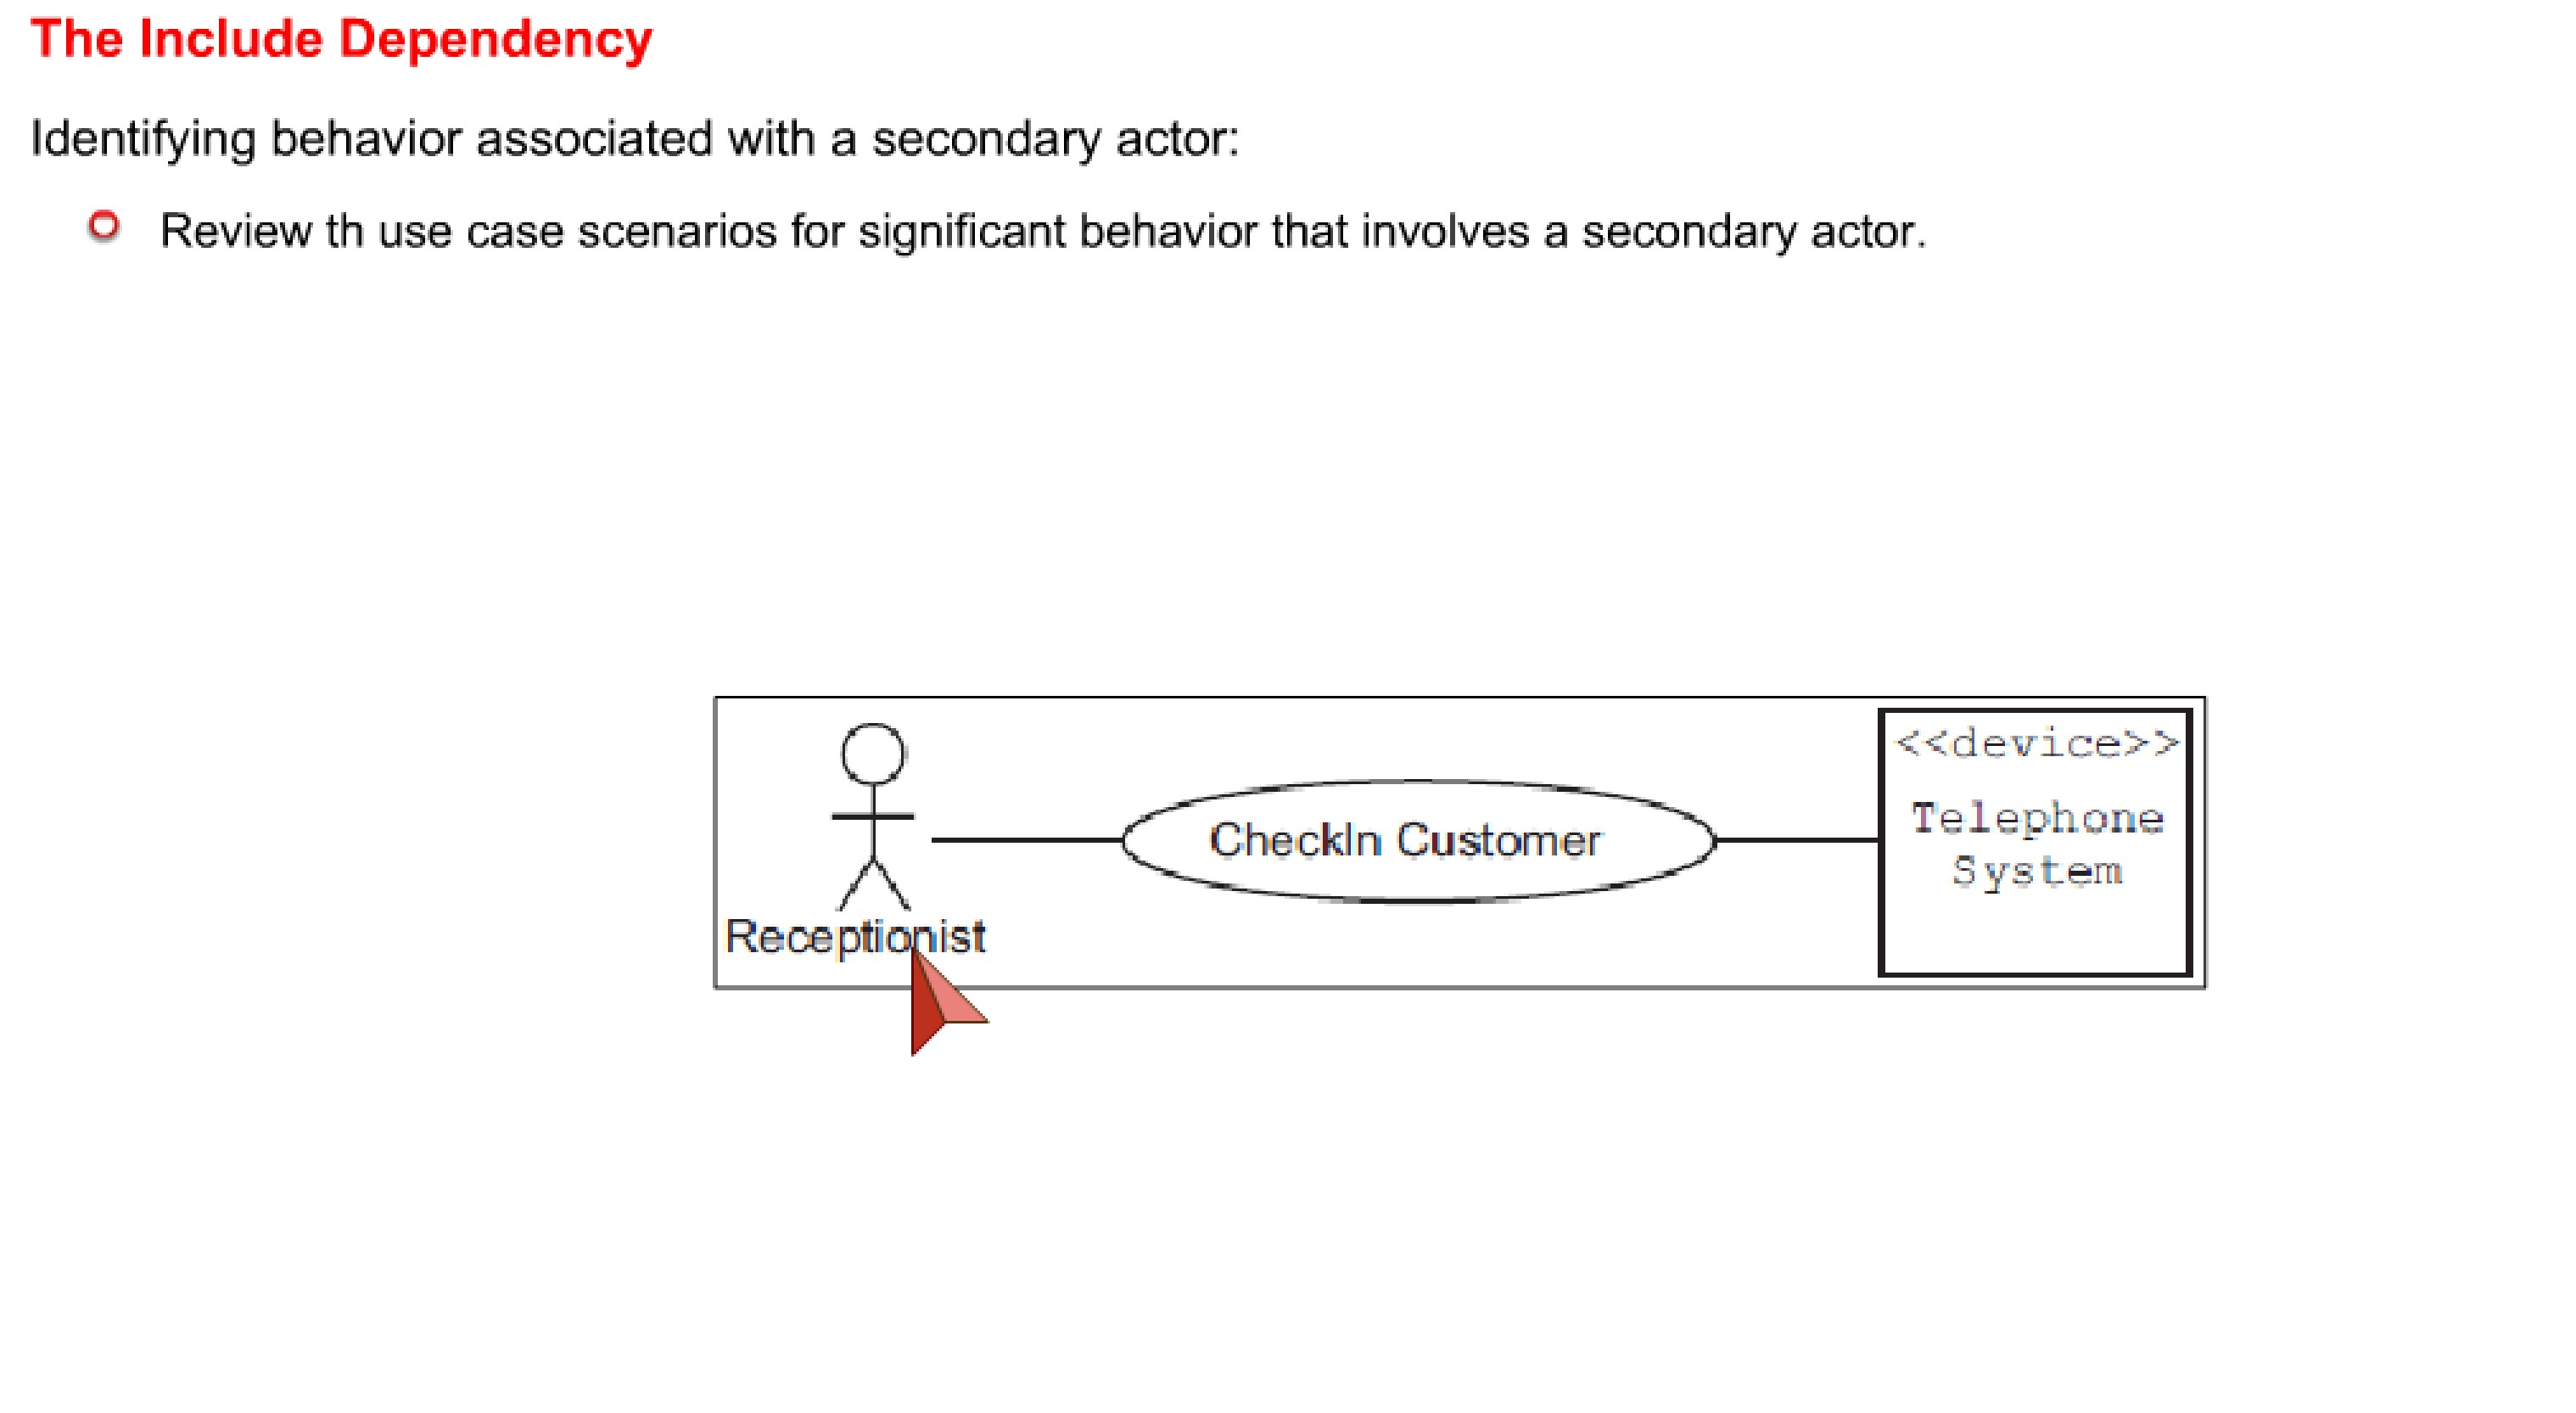 The Include Dependency
Identifying behavior associated with a secondary actor:
Review th use case scenarios for significant behavior that involves a secondary actor.
<<device>>
Telephone
System
CheckIn Customer
Receptionist